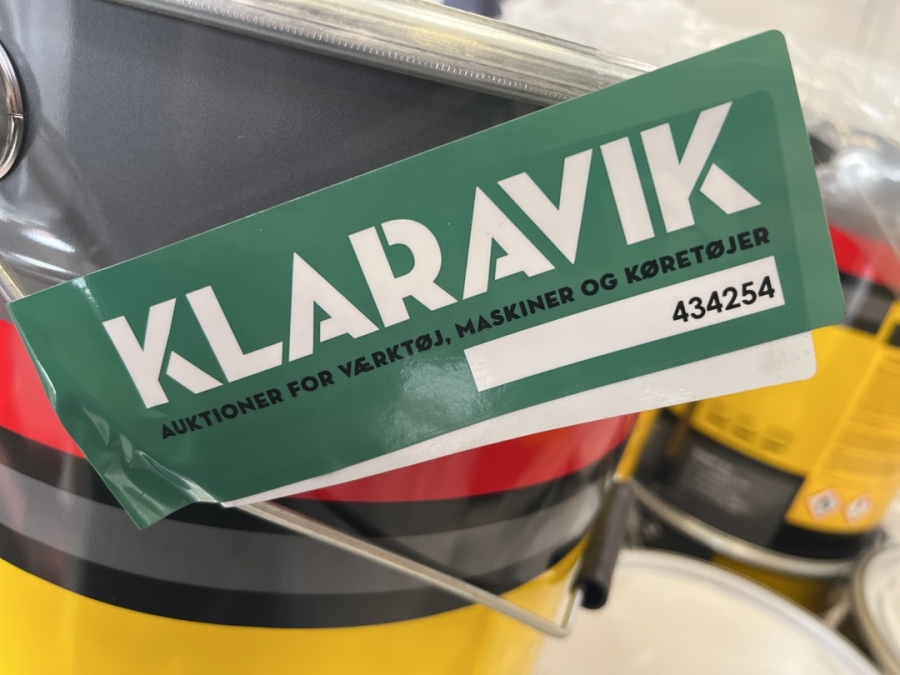 KLARAVIK
AUKTIONER FOR VÆRKTØJ, MASKINER OG KØRETØJER
434254